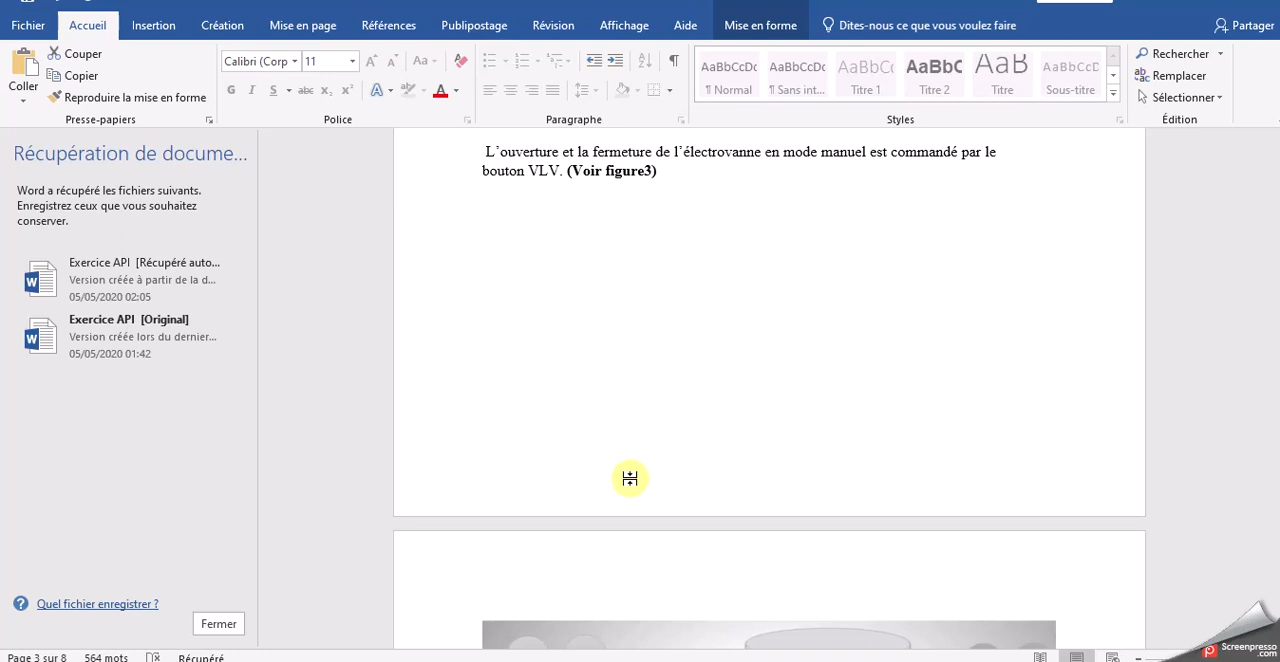 Fichier Accueil Insertion Création Mise en page Références Publipostage Révision Affichage Aide Mise en forme Dites-nous ce que vous voulez faire Partager
Coller
Couper
Copier
Reproduire la mise en forme
Presse-papiers
Calibri (Corp 11
Aa
G I S abc x₂ x²
A A
Police
Paragraphe
AaBbCcDc AaBbCcDc AaBbCc AaBbC AaB AaBbCcD
¶ Normal ¶ Sans int... Titre 1 Titre 2 Titre Sous-titre
Styles
Rechercher
Remplacer
Sélectionner
Édition
Récupération de docume...
Word a récupéré les fichiers suivants.
Enregistrez ceux que vous souhaitez
conserver.
Exercice API [Récupéré auto...
Version créée à partir de la d...
05/05/2020 02:05
Exercice API [Original]
Version créée lors du dernier...
05/05/2020 01:42
Quel fichier enregistrer ?
Fermer
L’ouverture et la fermeture de l’électrovanne en mode manuel est commandé par le
bouton VLV. (Voir figure3)
Page 3 sur 8 564 mots Récupéré
Screenpresso
.com